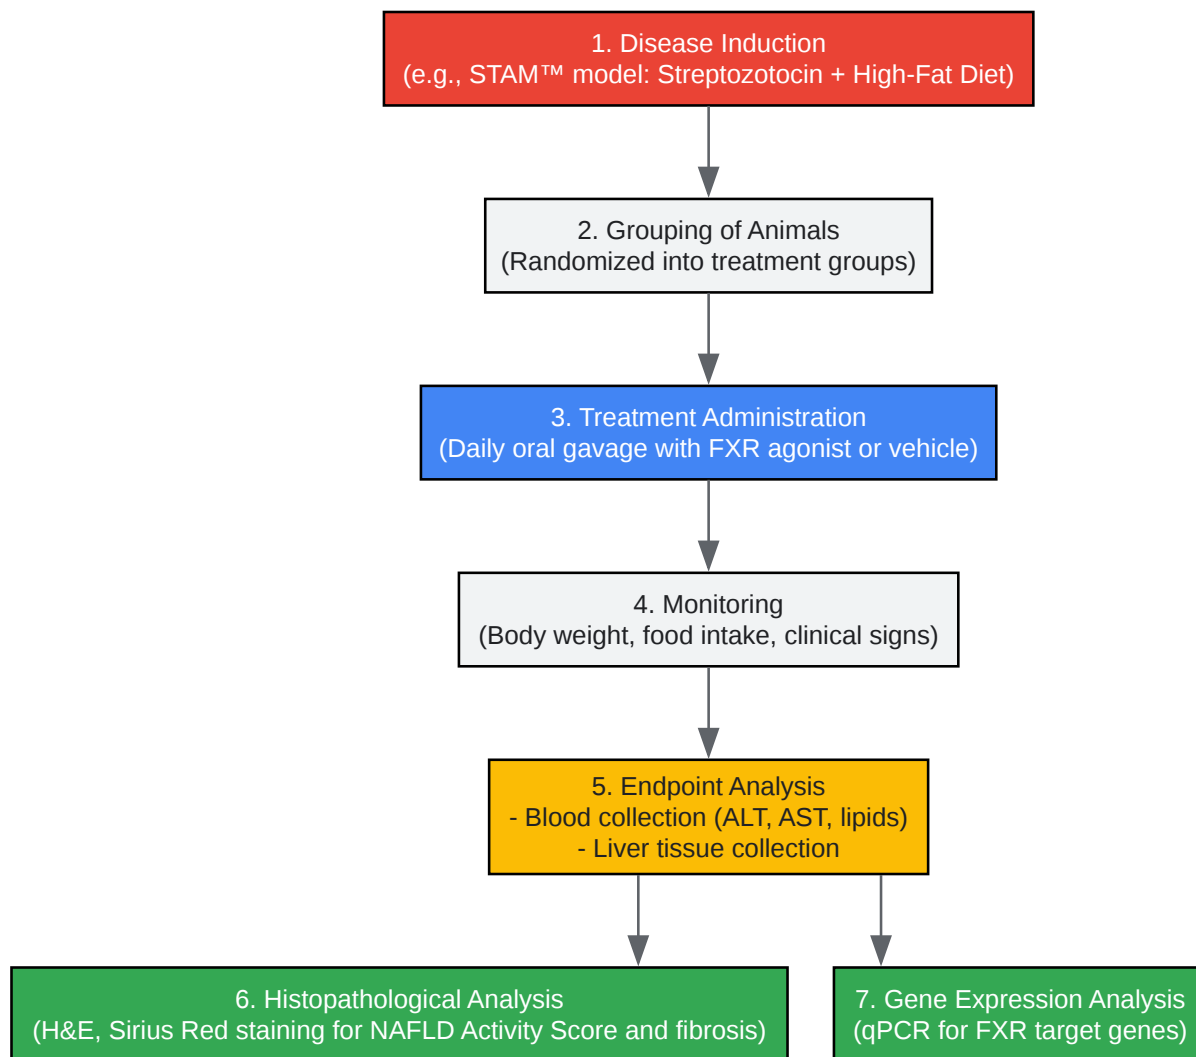 1. Disease Induction
(e.g., STAM™ model: Streptozotocin + High-Fat Diet)
2. Grouping of Animals
(Randomized into treatment groups)
3. Treatment Administration
(Daily oral gavage with FXR agonist or vehicle)
4. Monitoring
(Body weight, food intake, clinical signs)
5. Endpoint Analysis
- Blood collection (ALT, AST, lipids)
- Liver tissue collection
6. Histopathological Analysis
(H&E, Sirius Red staining for NAFLD Activity Score and fibrosis)
7. Gene Expression Analysis
(qPCR for FXR target genes)